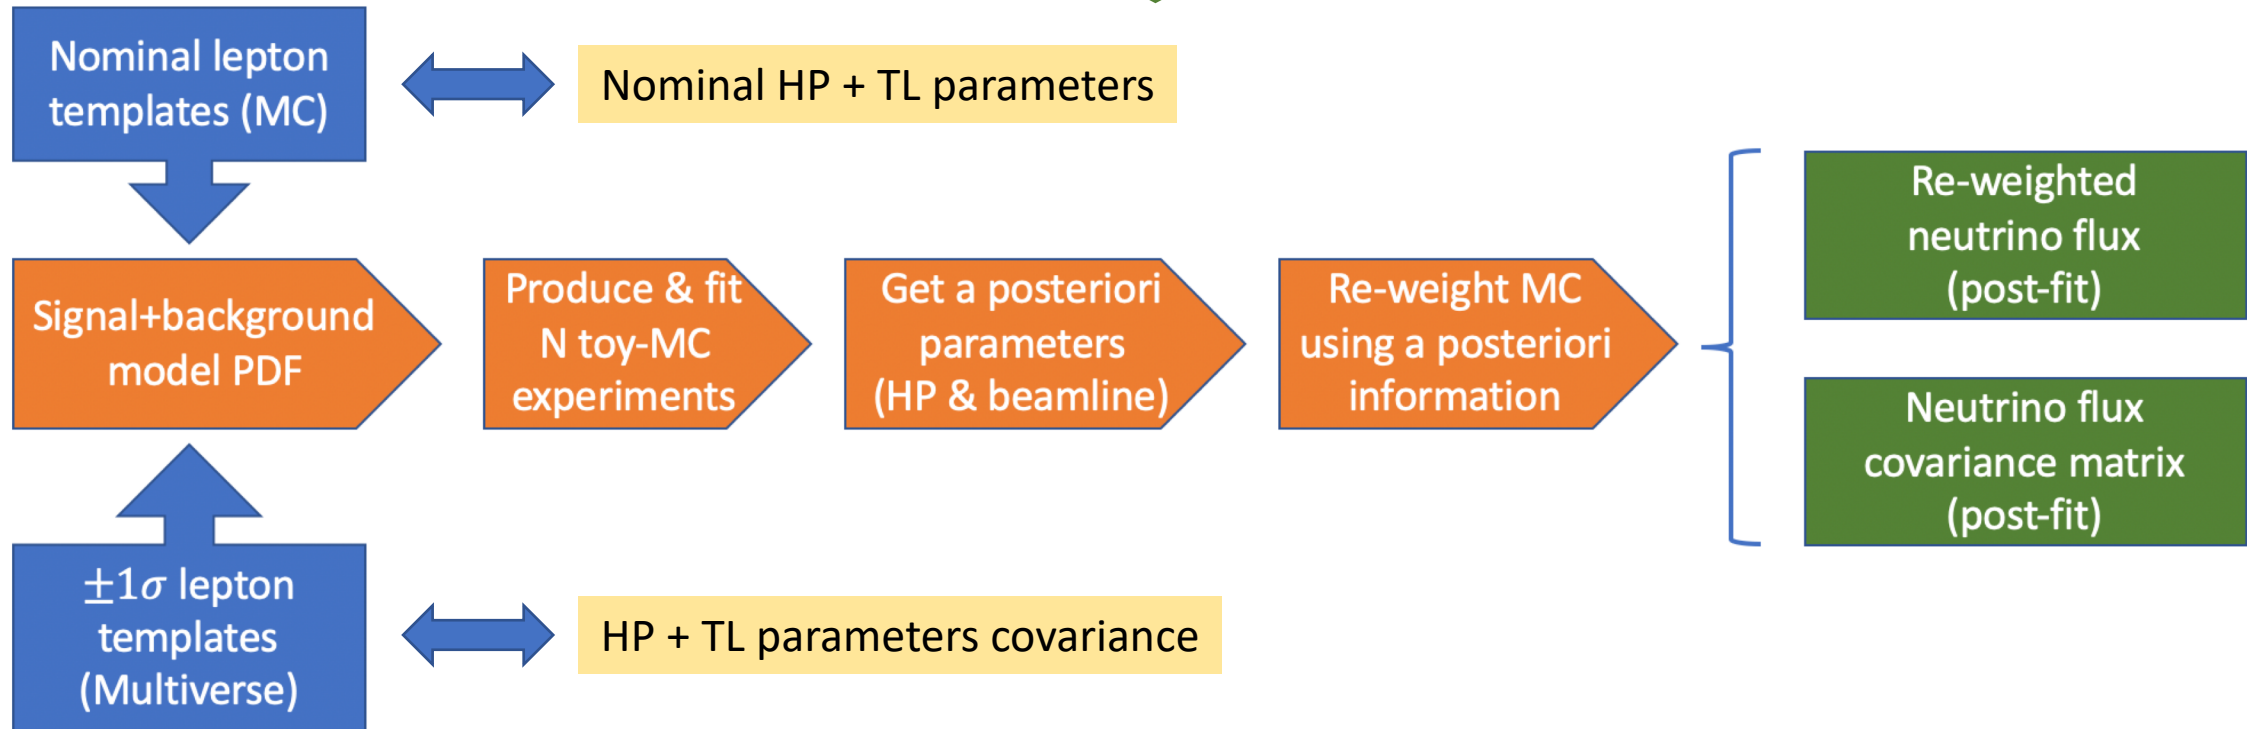 Nominal lepton
templates (MC)
Nominal HP + TL parameters
Signal+background
model PDF
Produce & fit
N toy-MC
experiments
Get a posteriori
parameters
(HP & beamline)
Re-weight MC
using a posteriori
information
Re-weighted
neutrino flux
(post-fit)
Neutrino flux
covariance matrix
(post-fit)
±1σ lepton
templates
(Multiverse)
HP + TL parameters covariance